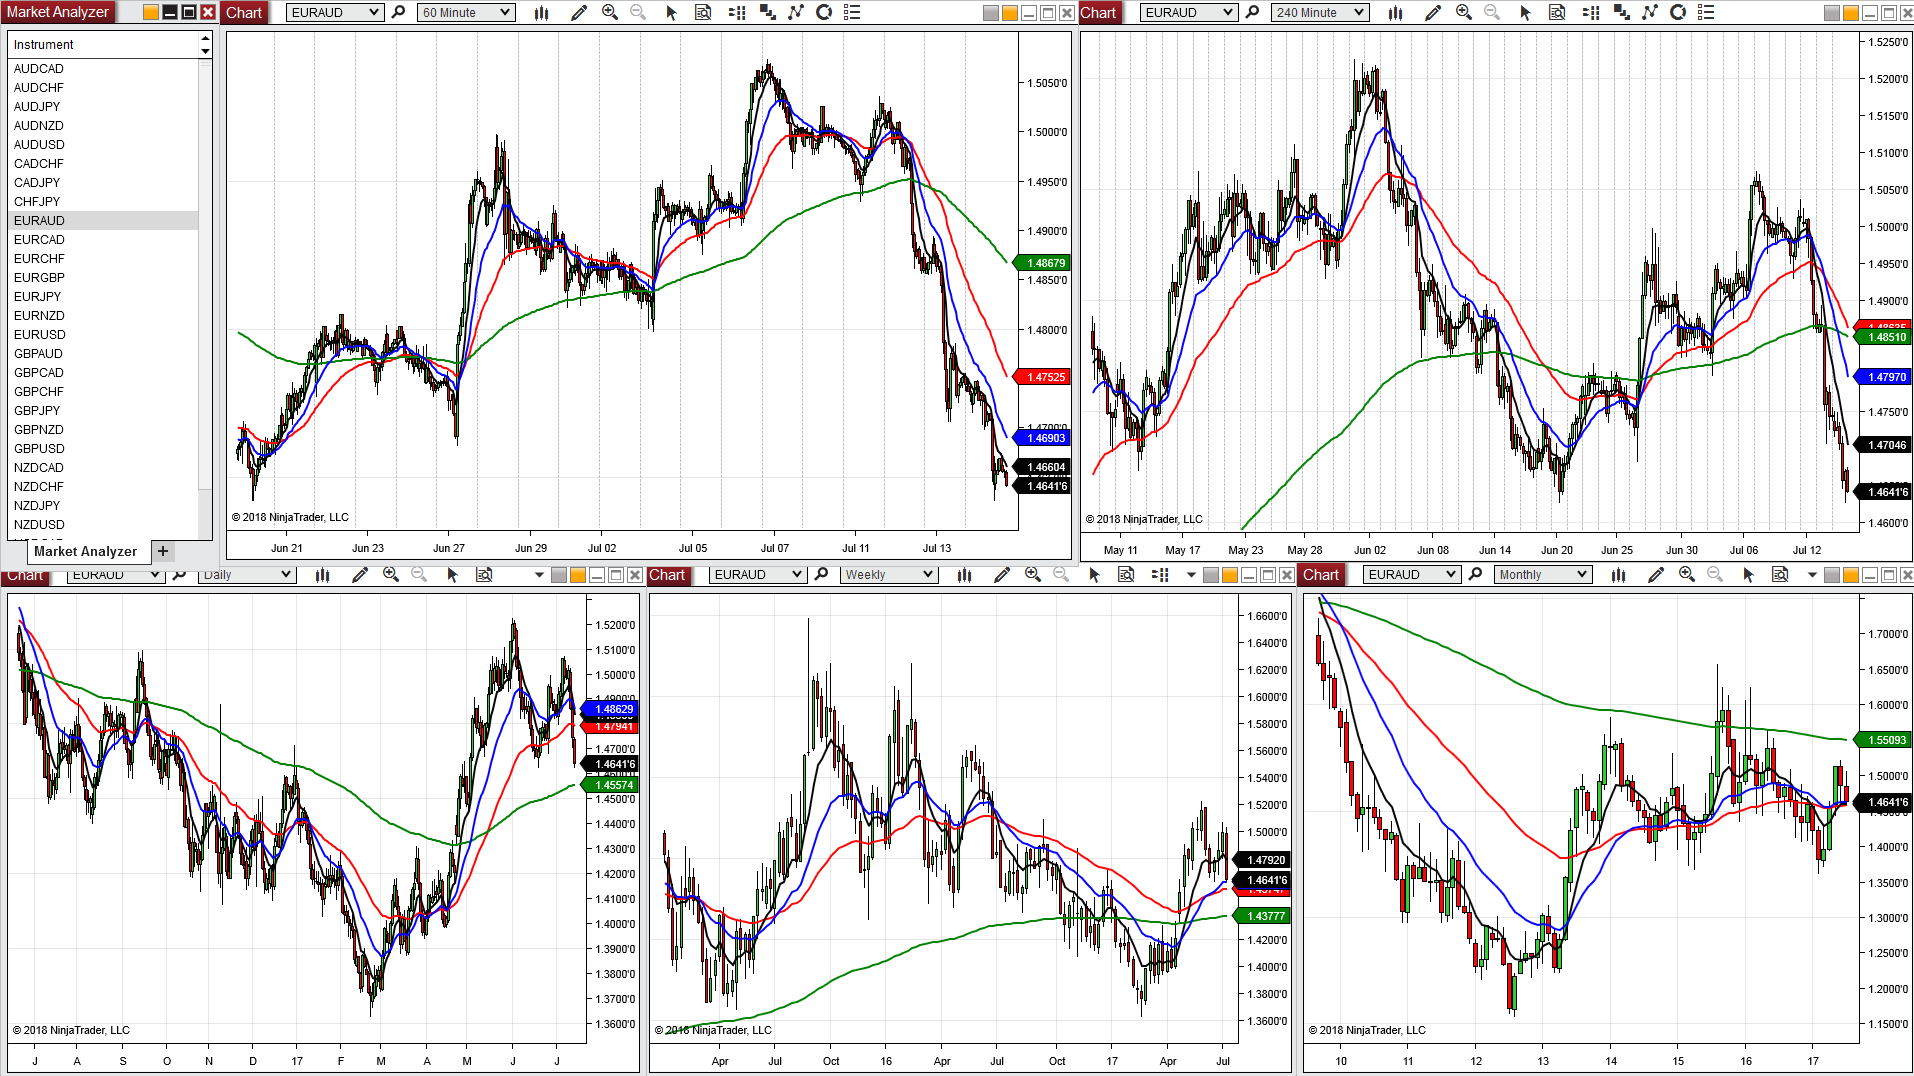 Market Analyzer
Instrument
AUDCAD
AUDCHF
AUDJPY
AUDNZD
AUDUSD
CADCHF
CADJPY
CHFJPY
EURAUD
EURCAD
EURCHF
EURGBP
EURJPY
EURNZD
EURUSD
GBPAUD
GBPCAD
GBPCHF
GBPJPY
GBPNZD
GBPUSD
NZDCAD
NZDCHF
NZDJPY
NZDUSD
Market Analyzer +
Chart EURAUD 60 Minute
1.5050'0
1.5000'0
1.4950'0
1.4900'0
1.48679
1.4850'0
1.4800'0
1.47525
1.4700'0
1.46903
1.46604
1.4641'6
© 2018 NinjaTrader, LLC
Jun 21 Jun 23 Jun 27 Jun 29 Jul 02 Jul 05 Jul 07 Jul 11 Jul 13
Chart EURAUD 240 Minute
1.5250'0
1.5200'0
1.5150'0
1.5100'0
1.5050'0
1.5000'0
1.4950'0
1.4900'0
1.48635
1.48510
1.47970
1.4750'0
1.47046
1.4641'6
1.4600'0
© 2018 NinjaTrader, LLC
May 11 May 17 May 23 May 28 Jun 02 Jun 08 Jun 14 Jun 20 Jun 25 Jun 30 Jul 06 Jul 12
Chart EURAUD Daily
1.5200'0
1.5100'0
1.5000'0
1.4900'0
1.48629
1.47941
1.4700'0
1.4641'6
1.4600'0
1.45574
1.4500'0
1.4400'0
1.4300'0
1.4200'0
1.4100'0
1.4000'0
1.3900'0
1.3800'0
1.3700'0
1.3600'0
© 2018 NinjaTrader, LLC
J A S O N D 17 F M A M J J
Chart EURAUD Weekly
1.6600'0
1.6400'0
1.6200'0
1.6000'0
1.5800'0
1.5600'0
1.5400'0
1.5200'0
1.5000'0
1.47920
1.4641'6
1.43777
1.4200'0
1.4000'0
1.3800'0
1.3600'0
© 2018 NinjaTrader, LLC
Apr Jul Oct 16 Apr Jul Oct 17 Apr Jul
Chart EURAUD Monthly
1.7000'0
1.6500'0
1.6000'0
1.55093
1.5000'0
1.4641'6
1.4500'0
1.4000'0
1.3500'0
1.3000'0
1.2500'0
1.2000'0
1.1500'0
© 2018 NinjaTrader, LLC
10 11 12 13 14 15 16 17